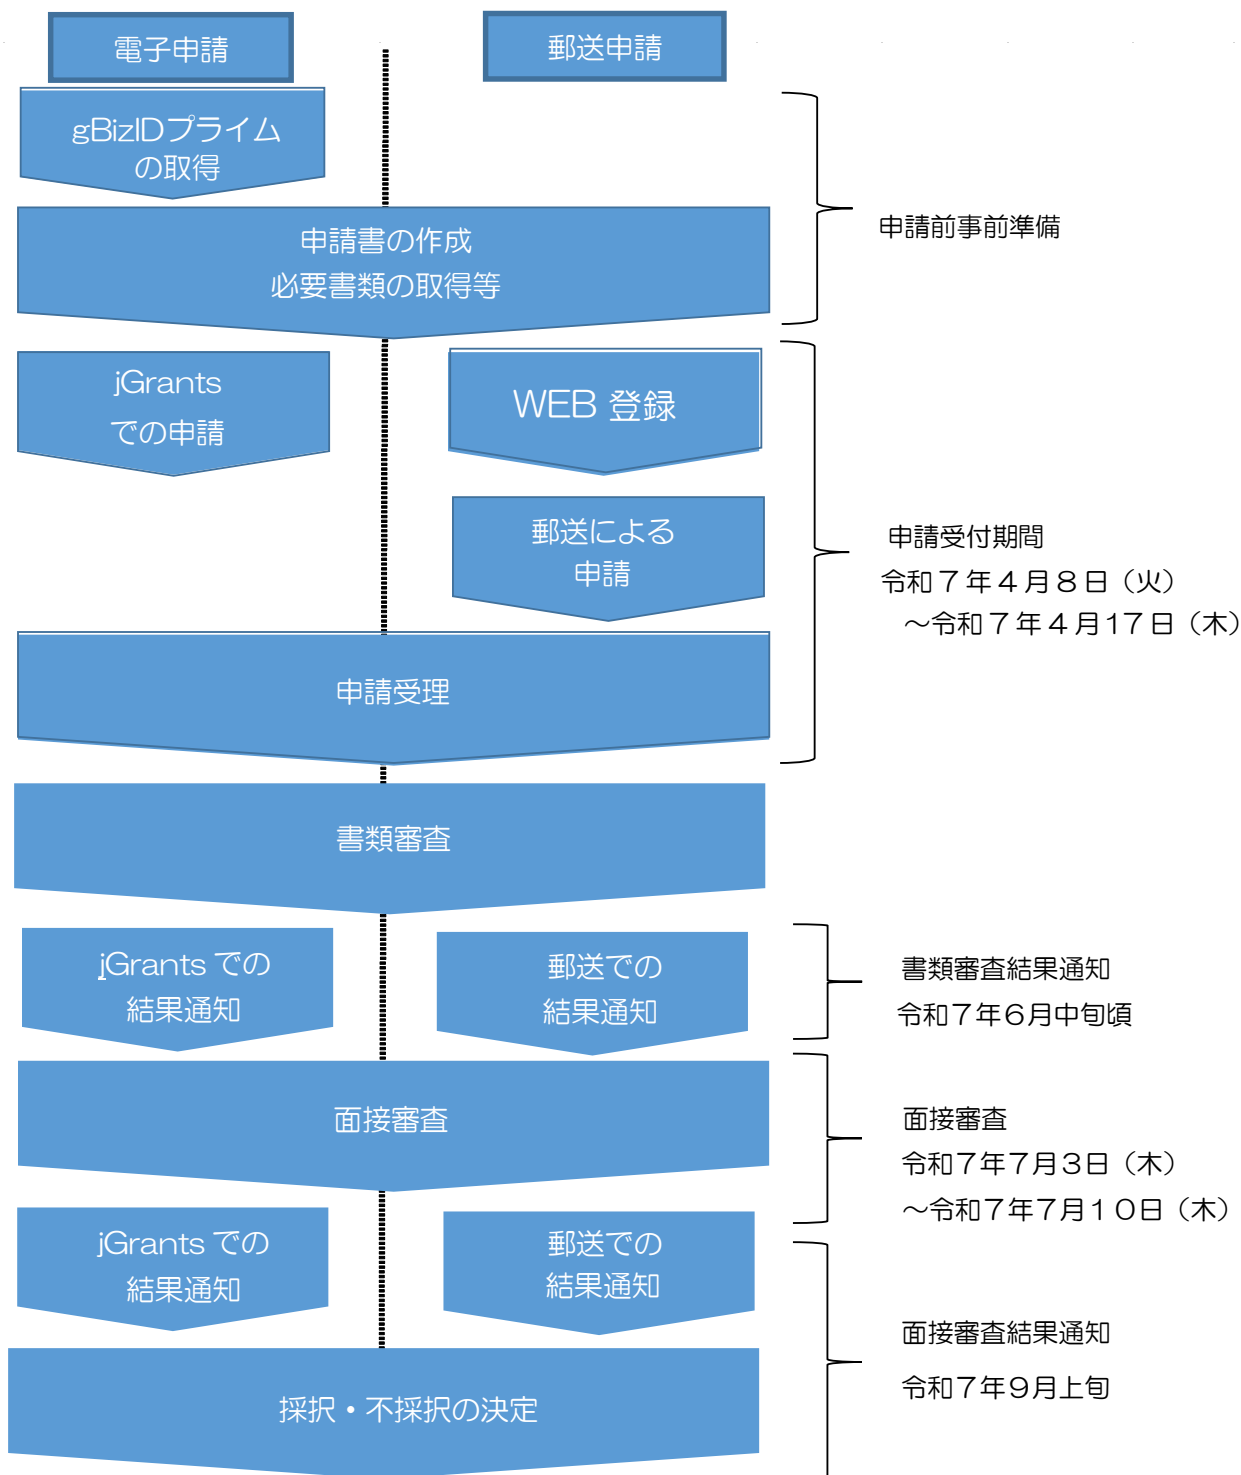 電子申請
郵送申請
gBizIDプライム
の取得
申請書の作成
必要書類の取得等
申請前事前準備
jGrants
での申請
WEB 登録
郵送による
申請
申請受付期間
令和７年４月８日（火）
～令和７年４月17日（木）
申請受理
書類審査
jGrants での
結果通知
郵送での
結果通知
書類審査結果通知
令和７年６月中旬頃
面接審査
面接審査
令和７年７月３日（木）
～令和７年７月１０日（木）
jGrants での
結果通知
郵送での
結果通知
面接審査結果通知
令和７年９月上旬
採択・不採択の決定